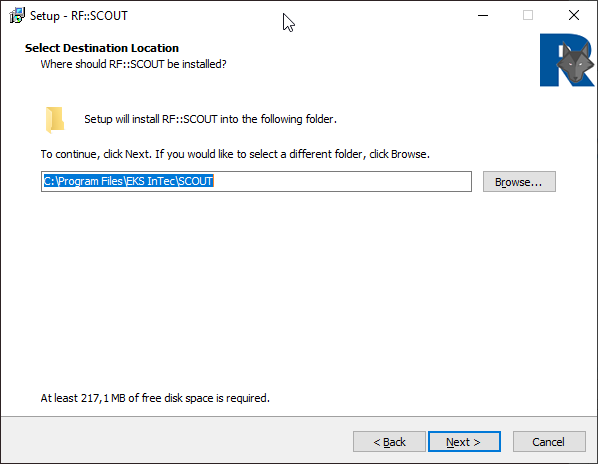 Setup - RF::SCOUT
Select Destination Location
Where should RF::SCOUT be installed?
R
Setup will install RF::SCOUT into the following folder.
To continue, click Next. If you would like to select a different folder, click Browse.
C:\Program Files\EKS InTec\SCOUT
Browse...
At least 217,1 MB of free disk space is required.
< Back
Next >
Cancel